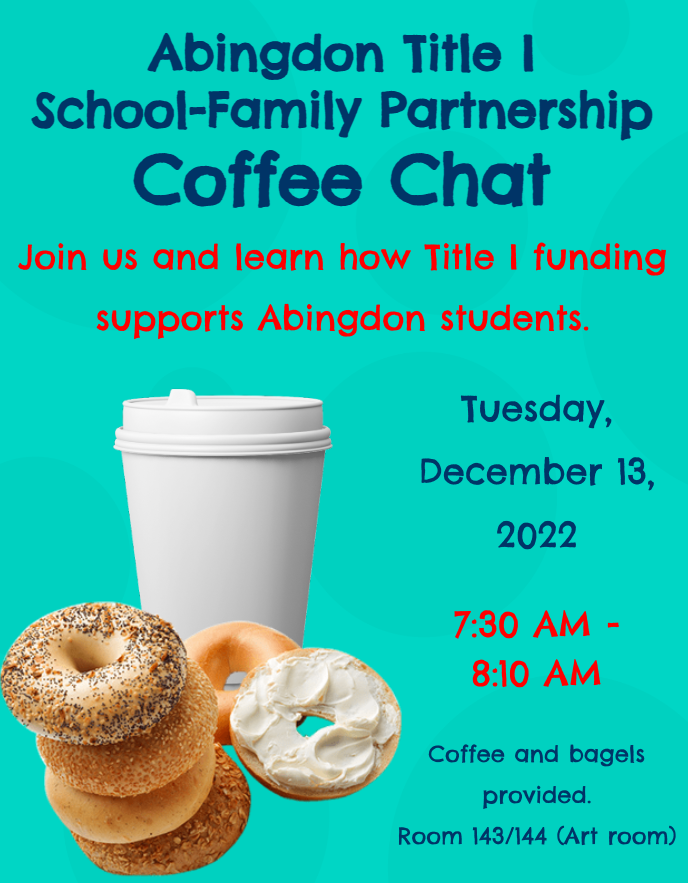 Abingdon Title I
School-Family Partnership
Coffee Chat
Join us and learn how Title I funding
supports Abingdon students.
Tuesday,
December 13,
2022
7:30 AM -
8:10 AM
Coffee and bagels
provided.
Room 143/144 (Art room)